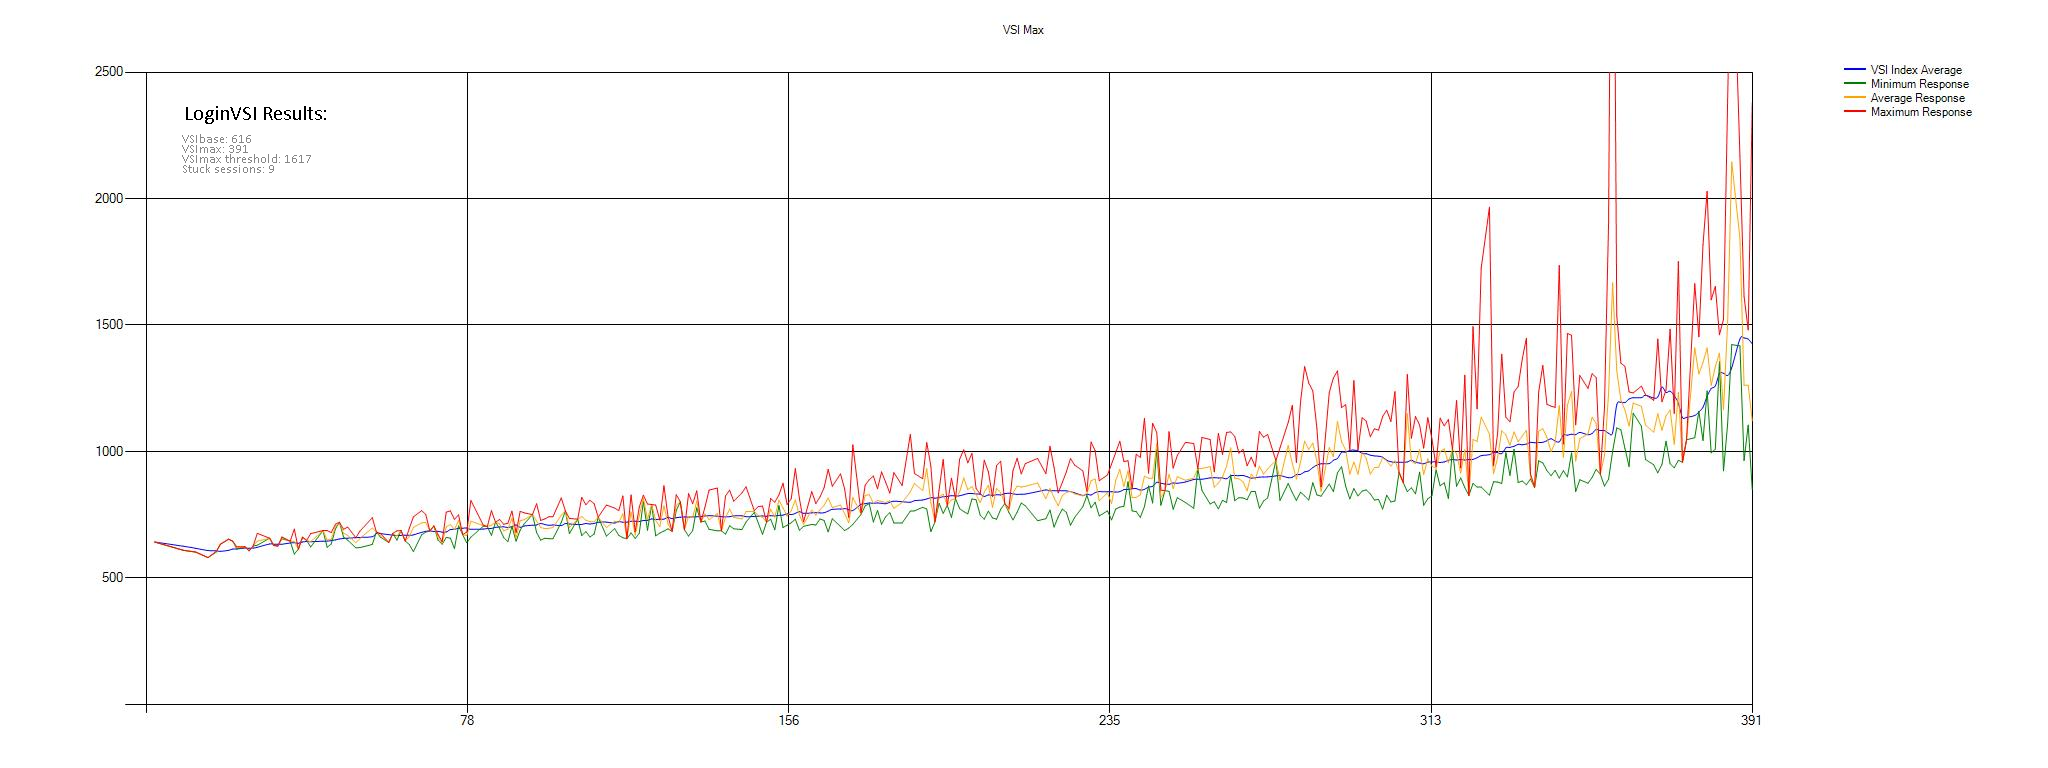 VSI Max
2500
2000
1500
1000
500
LoginVSI Results:
VSIbase: 616
VSImax: 391
VSImax threshold: 1617
Stuck sessions: 9
VSI Index Average
Minimum Response
Average Response
Maximum Response
78
156
235
313
391